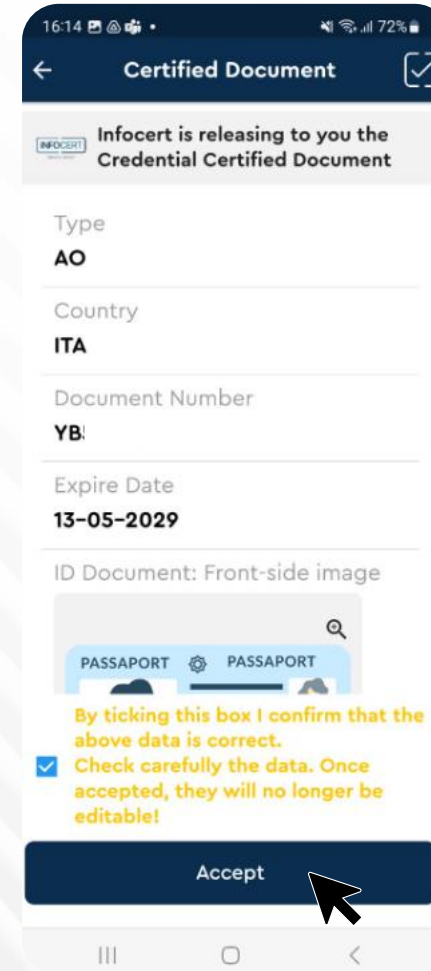 16:14
72%
Certified Document
INFOCERT
Infocert is releasing to you the
Credential Certified Document
Type
AO
Country
ITA
Document Number
YB
Expire Date
13-05-2029
ID Document: Front-side image
PASSAPORT PASSAPORT
By ticking this box I confirm that the
above data is correct.
Check carefully the data. Once
accepted, they will no longer be
editable!
Accept